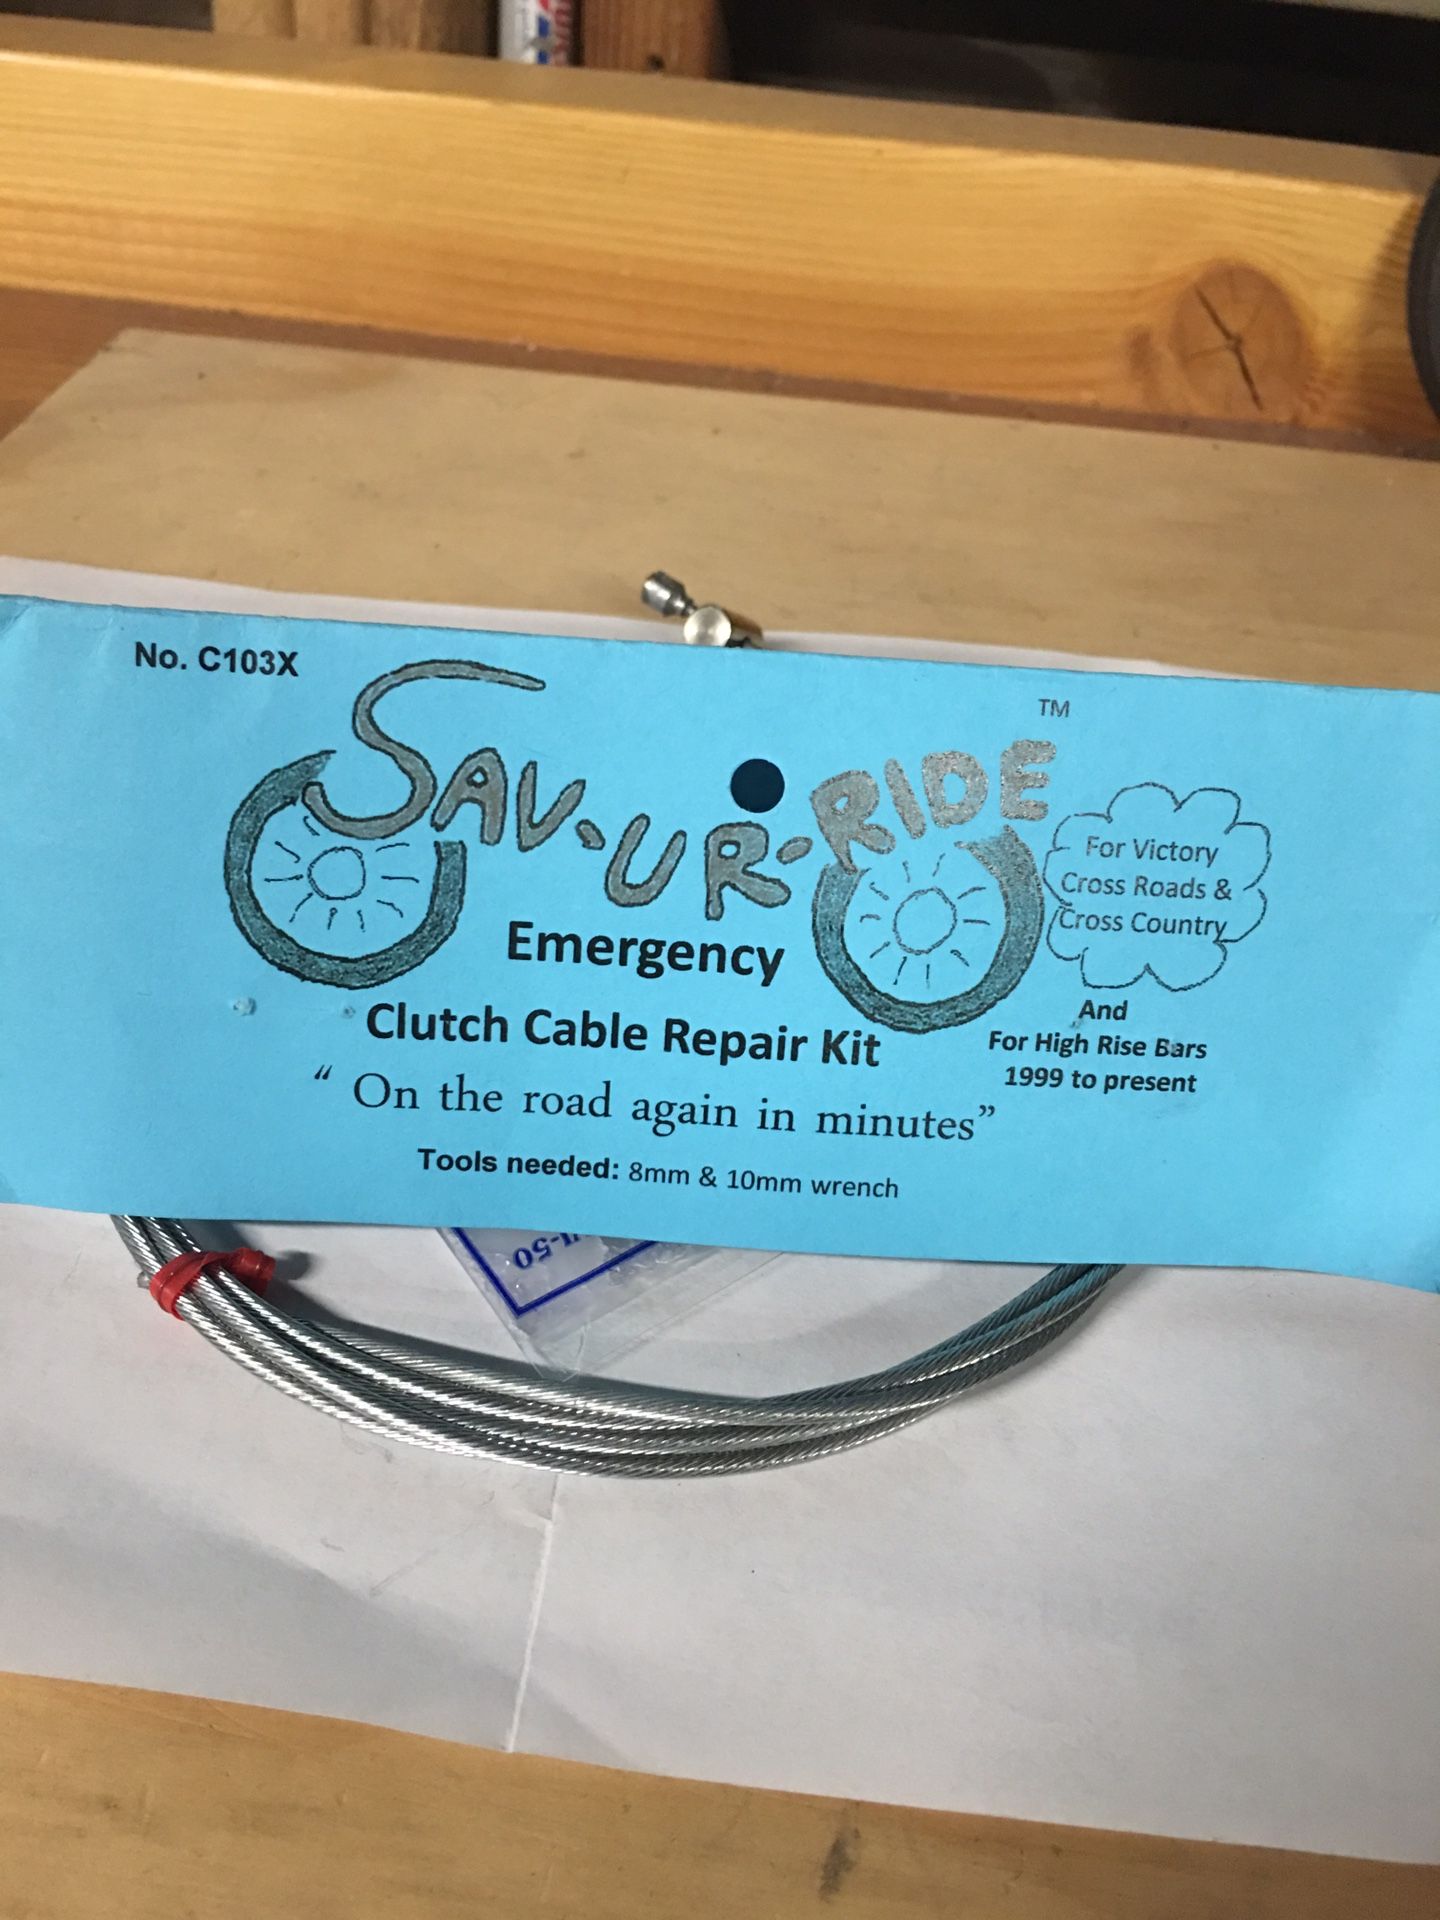 No. C103X
SAV-UR-RIDE
TM
For Victory
Cross Roads &
Cross Country
And
For High Rise Bars
1999 to present
Emergency
Clutch Cable Repair Kit
“ On the road again in minutes”
Tools needed: 8mm & 10mm wrench